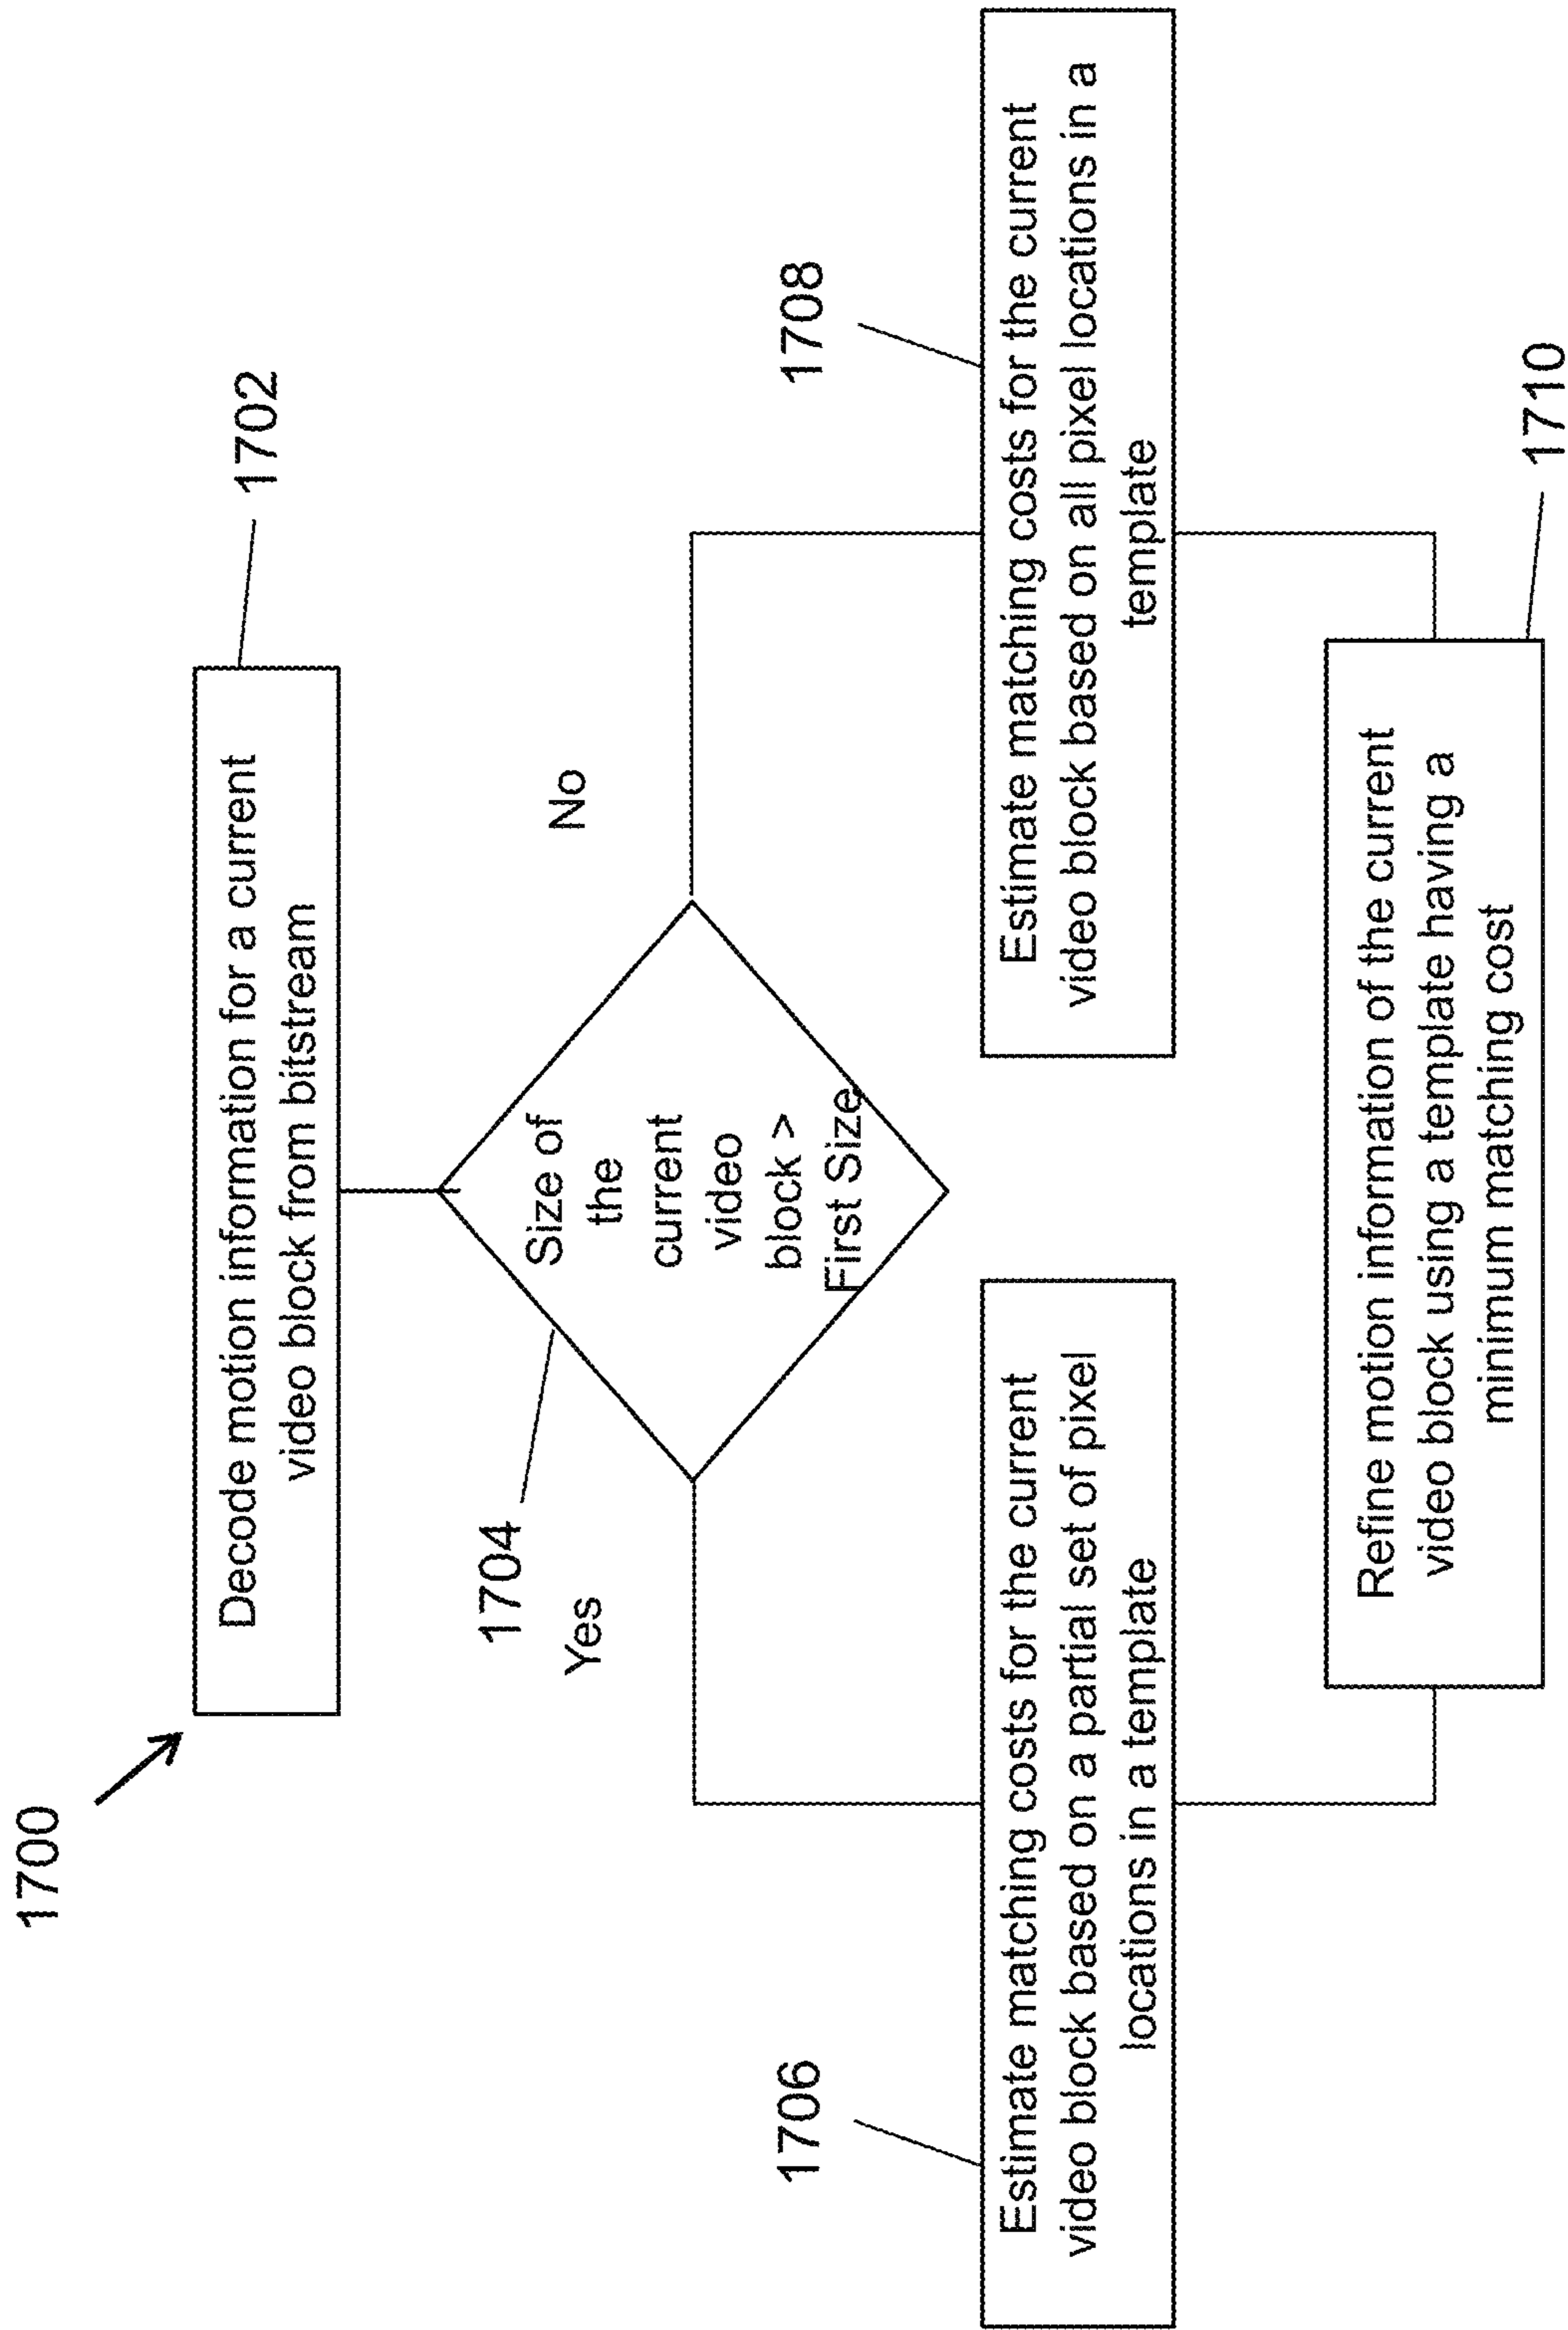 1700
1702
Decode motion information for a current
video block from bitstream
1704
Size of
the
current
video
block >
First Size
Yes
No
1706
Estimate matching costs for the current
video block based on a partial set of pixel
locations in a template
1708
Estimate matching costs for the current
video block based on all pixel locations in a
template
Refine motion information of the current
video block using a template having a
minimum matching cost
1710